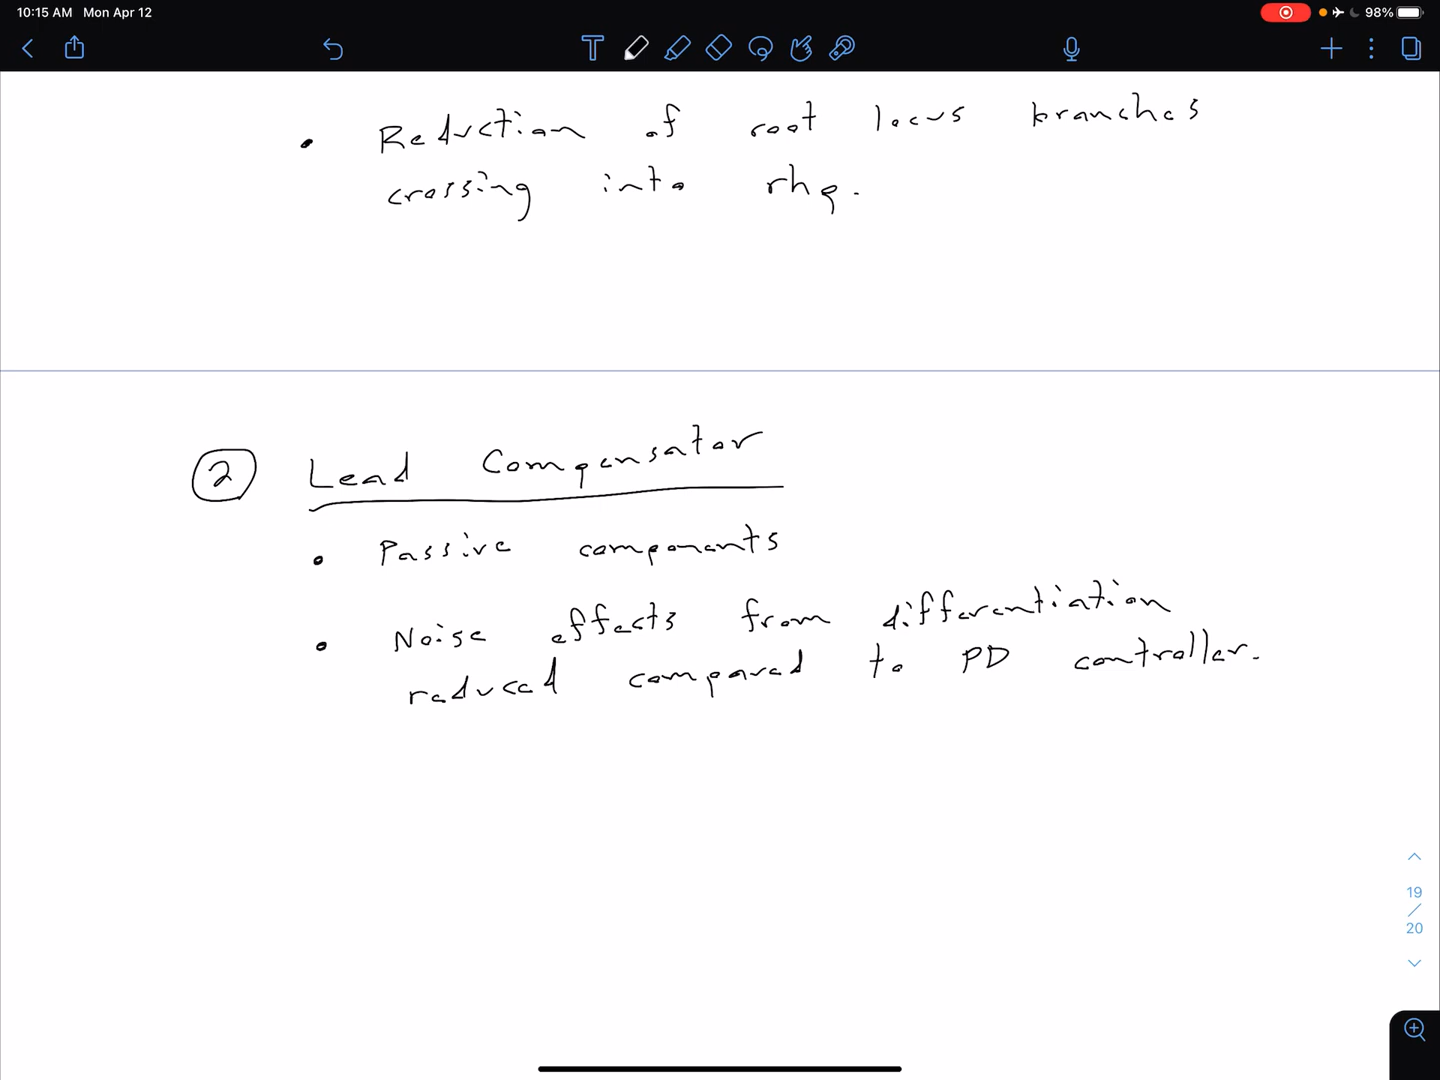 10:15 AM Mon Apr 12 98%
T
• Reduction of root locus branches
crossing into rhp.
2 Lead Compensator
• Passive components
• Noise effects from differentiation
reduced compared to PD controller.
19
/
20